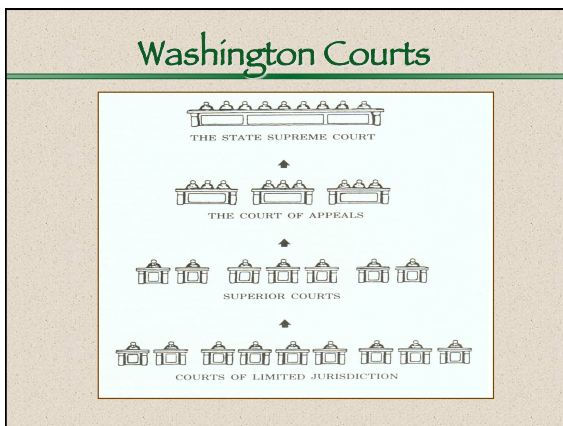 Washington Courts
THE STATE SUPREME COURT
THE COURT OF APPEALS
SUPERIOR COURTS
COURTS OF LIMITED JURISDICTION